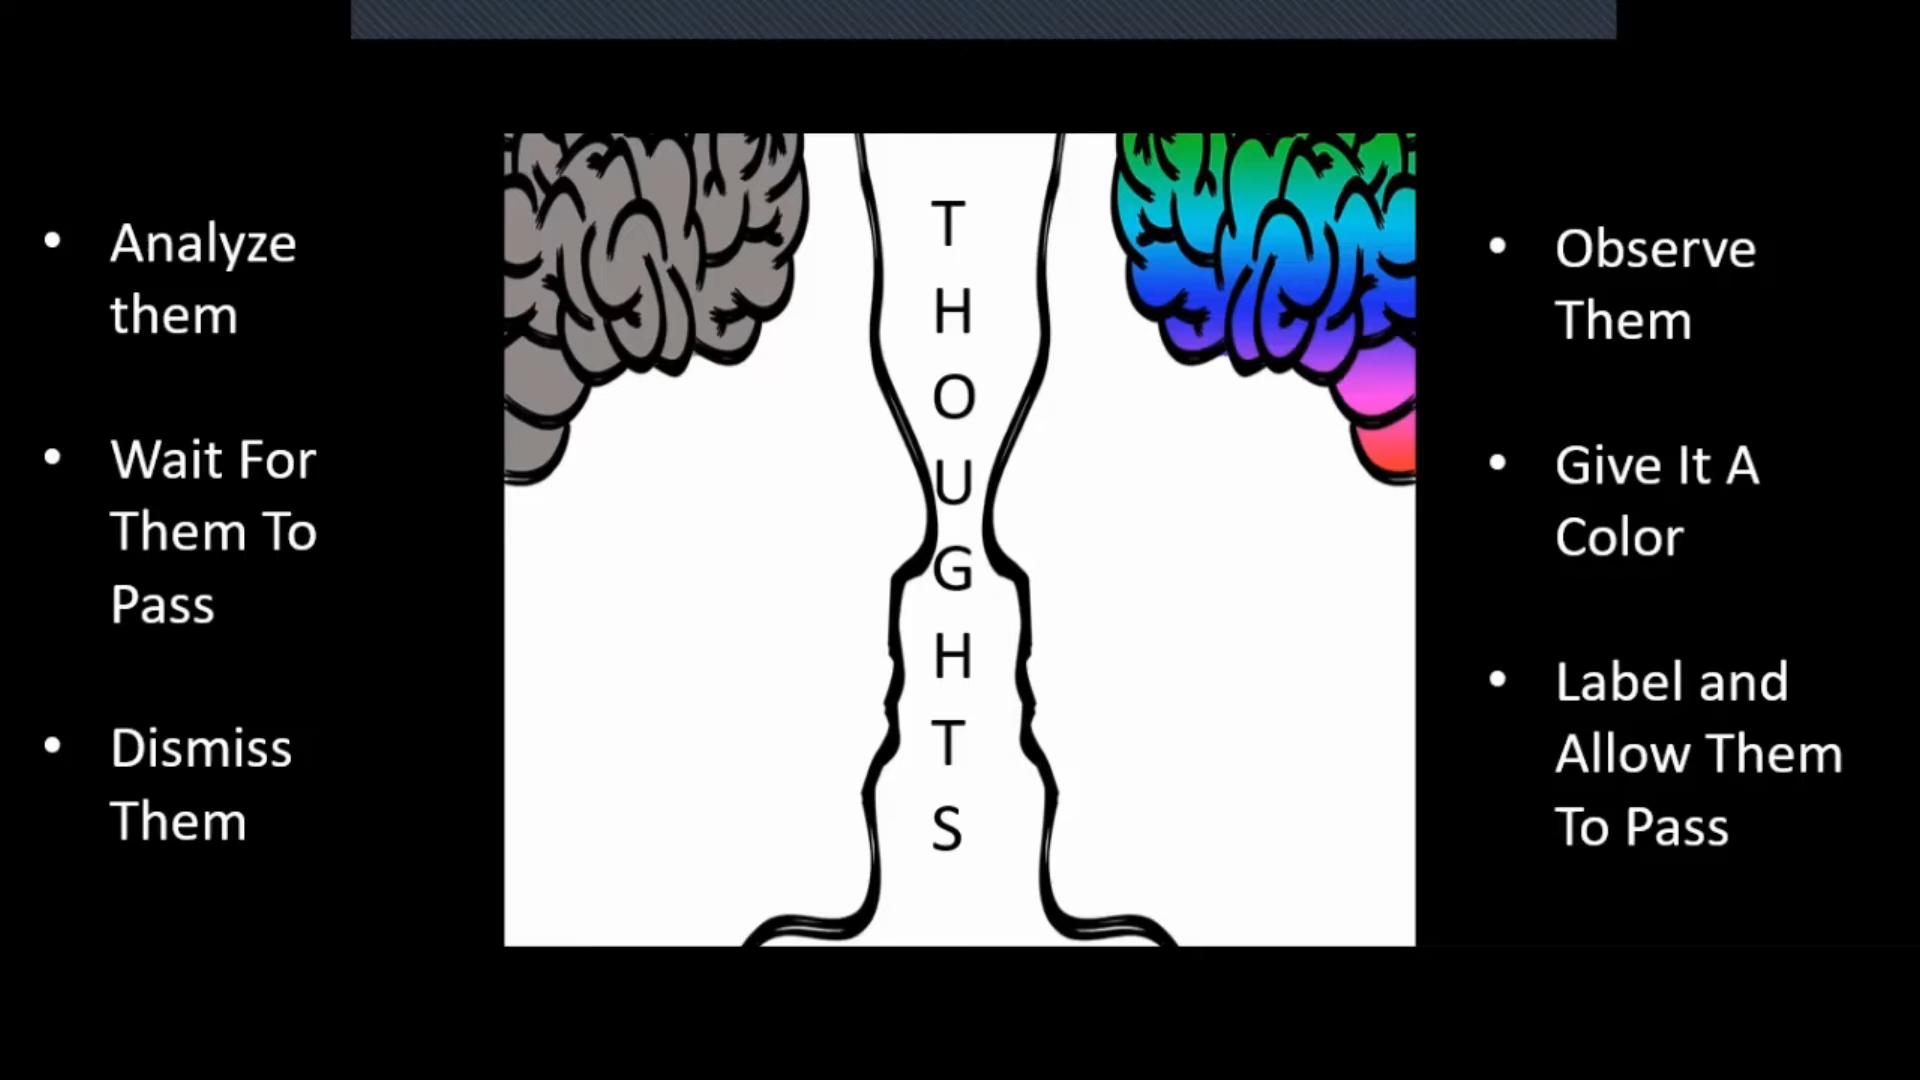 • Analyze
them
• Wait For
Them To
Pass
• Dismiss
Them
T
H
O
U
G
H
T
S
• Observe
Them
• Give It A
Color
• Label and
Allow Them
To Pass